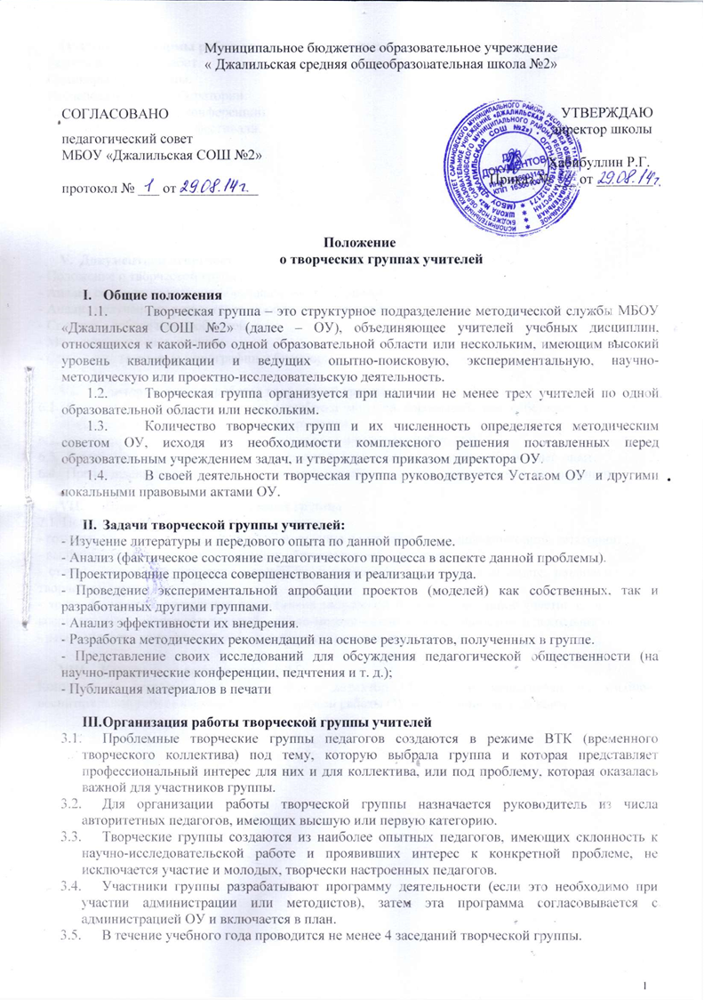 Муниципальное бюджетное образовательное учреждение
« Джалильская средняя общеобразовательная школа №2»
СОГЛАСОВАНО
УТВЕРЖДАЮ
директор школы
педагогический совет
МБОУ «Джалильская СОШ №2»
Хабибуллин Р.Г.
протокол № 1 от 29.08.14г.
Приказ № от 29.08.14г.
ДЛЯ
ДОКУМЕНТОВ
Положение
о творческих группах учителей
I. Общие положения
1.1. Творческая группа – это структурное подразделение методической службы МБОУ
«Джалильская СОШ №2» (далее – ОУ), объединяющее учителей учебных дисциплин,
относящихся к какой-либо одной образовательной области или нескольким, имеющим высокий
уровень квалификации и ведущих опытно-поисковую, экспериментальную, научно-
методическую или проектно-исследовательскую деятельность.
1.2. Творческая группа организуется при наличии не менее трех учителей по одной
образовательной области или нескольким.
1.3. Количество творческих групп и их численность определяется методическим
советом ОУ, исходя из необходимости комплексного решения поставленных перед
образовательным учреждением задач, и утверждается приказом директора ОУ.
1.4. В своей деятельности творческая группа руководствуется Уставом ОУ и другими
локальными правовыми актами ОУ.
II. Задачи творческой группы учителей:
- Изучение литературы и передового опыта по данной проблеме.
- Анализ (фактическое состояние педагогического процесса в аспекте данной проблемы).
- Проектирование процесса совершенствования и реализации труда.
- Проведение экспериментальной апробации проектов (моделей) как собственных, так и
разработанных другими группами.
- Анализ эффективности их внедрения.
- Разработка методических рекомендаций на основе результатов, полученных в группе.
- Представление своих исследований для обсуждения педагогической общественности (на
научно-практические конференции, педчтения и т. д.);
- Публикация материалов в печати
III.Организация работы творческой группы учителей
3.1. Проблемные творческие группы педагогов создаются в режиме ВТК (временного
творческого коллектива) под тему, которую выбрала группа и которая представляет
профессиональный интерес для них и для коллектива, или под проблему, которая оказалась
важной для участников группы.
3.2. Для организации работы творческой группы назначается руководитель из числа
авторитетных педагогов, имеющих высшую или первую категорию.
3.3. Творческие группы создаются из наиболее опытных педагогов, имеющих склонность к
научно-исследовательской работе и проявивших интерес к конкретной проблеме, не
исключается участие и молодых, творчески настроенных педагогов.
3.4. Участники группы разрабатывают программу деятельности (если это необходимо при
участии администрации или методистов), затем эта программа согласовывается с
администрацией ОУ и включается в план.
3.5. В течение учебного года проводится не менее 4 заседаний творческой группы.
1